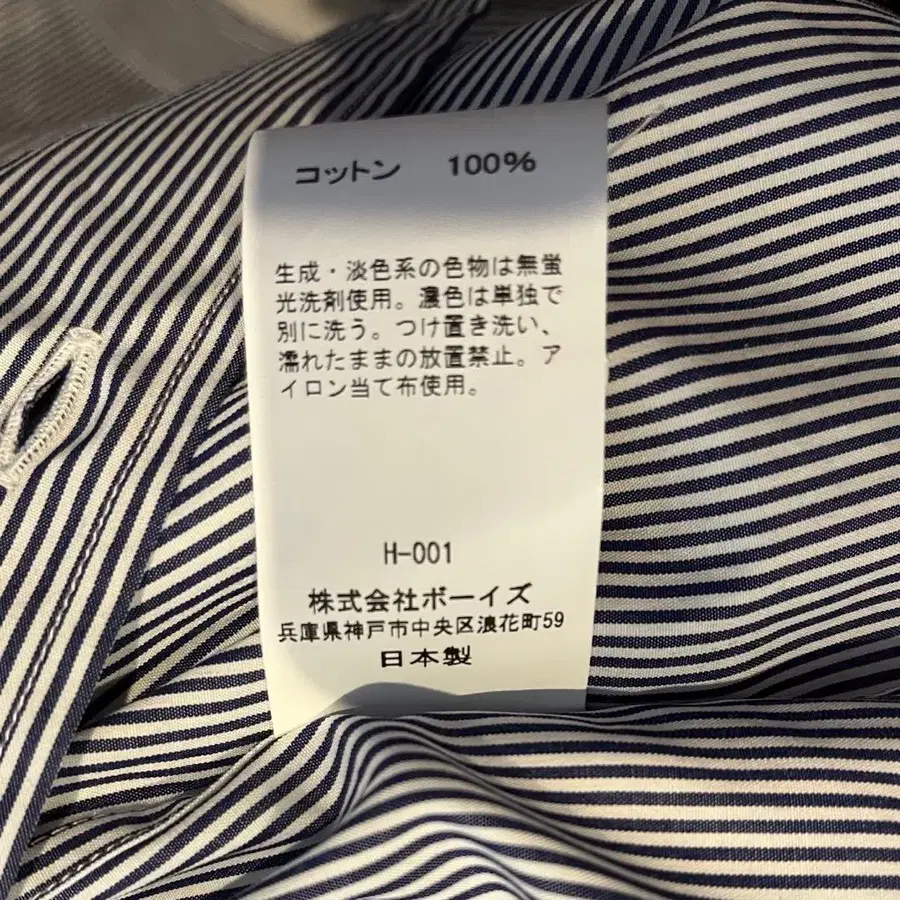 コットン 100%
生成・淡色系の色物は無蛍
光洗剤使用。濃色は単独で
別に洗う。つけ置き洗い、
濡れたままの放置禁止。ア
イロン当て布使用。
H-001
株式会社ボーイズ
兵庫県神戸市中央区浪花町59
日本製